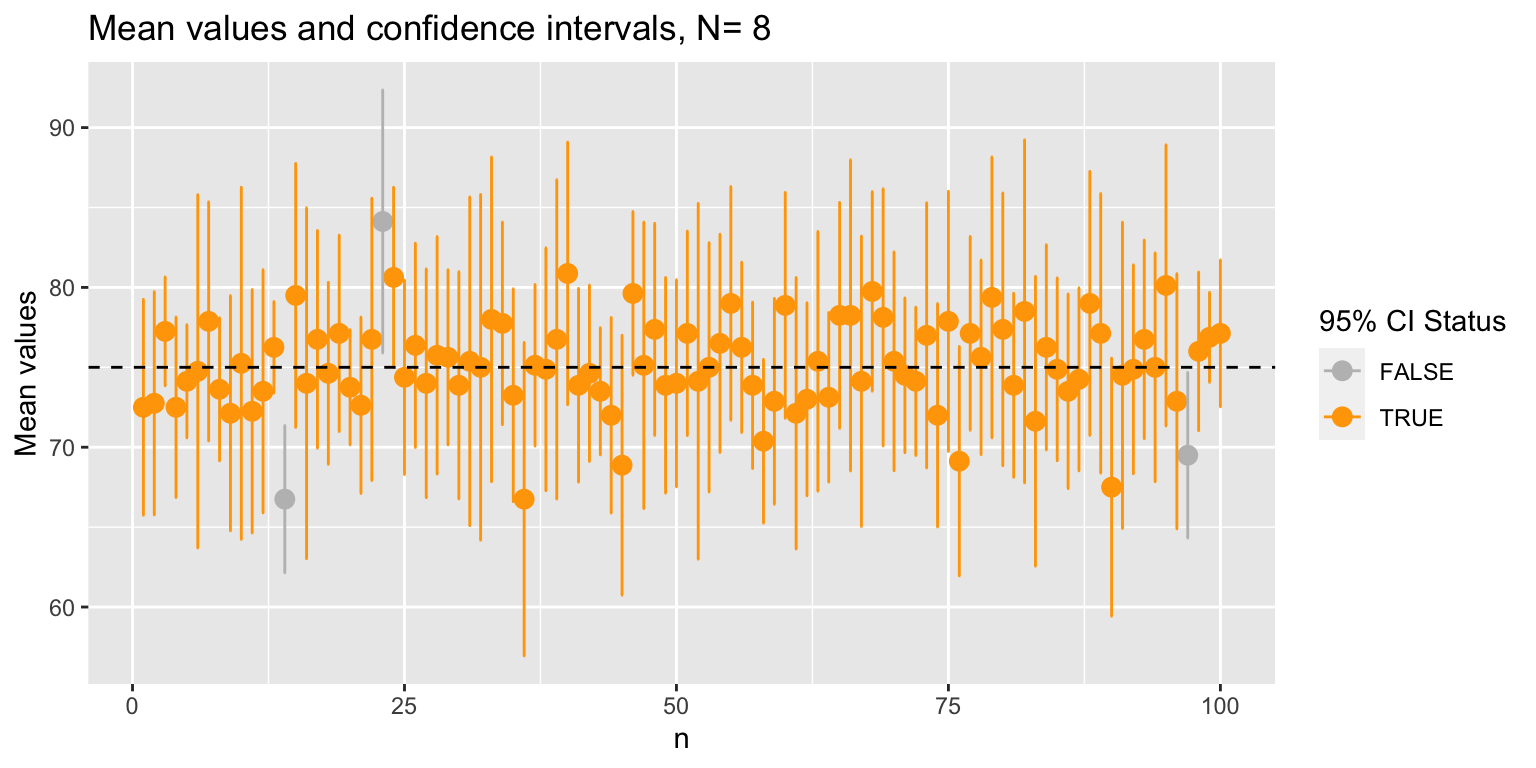 Mean values and confidence intervals, N= 8
Mean values
90
80
70
60
0
25
50
75
100
n
95% CI Status
FALSE
TRUE